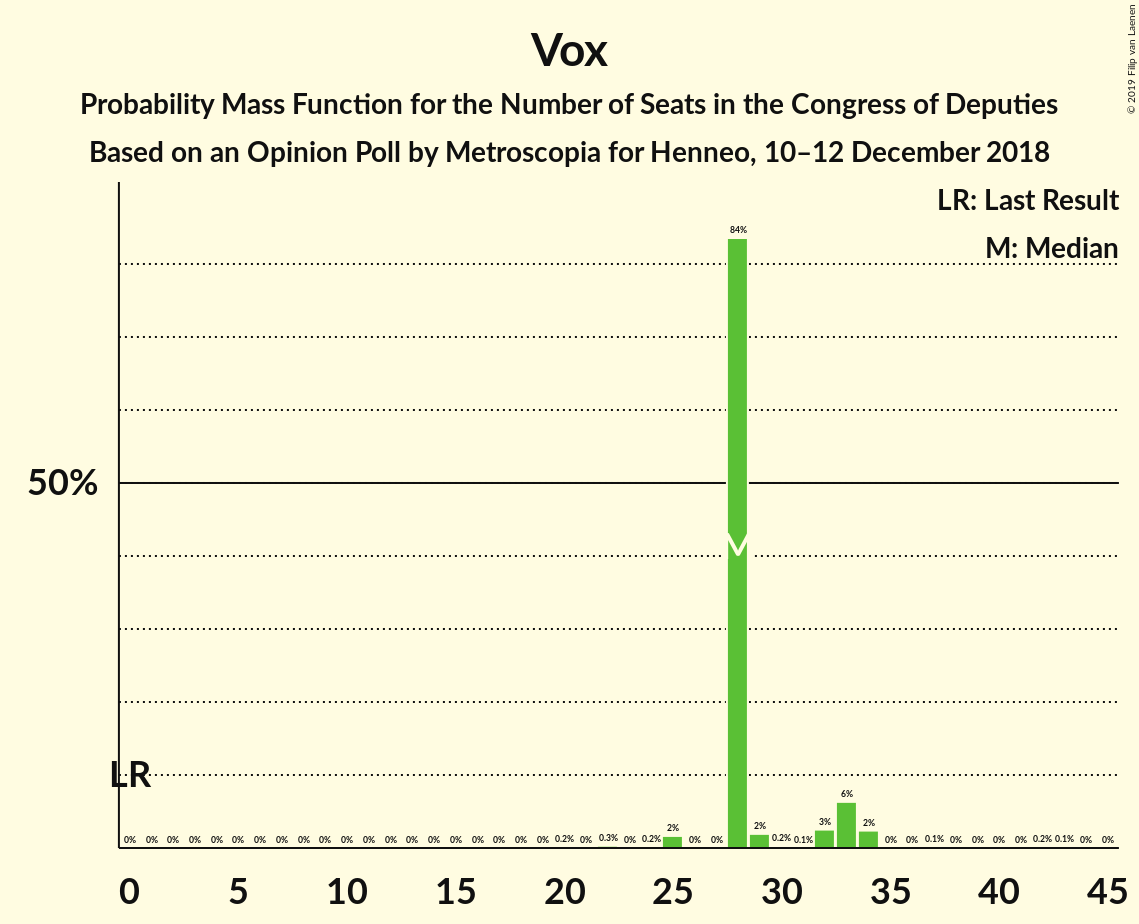 © 2019 Filip van Laenen
Vox
Probability Mass Function for the Number of Seats in the Congress of Deputies
Based on an Opinion Poll by Metroscopia for Henneo, 10–12 December 2018
LR: Last Result
M: Median
84%
50%
M
LR
0% 0% 0% 0% 0% 0% 0% 0% 0% 0% 0% 0% 0% 0% 0% 0% 0% 0% 0% 0% 0.2% 0% 0.3% 0% 0.2% 2% 0% 0% 2% 0.2% 0.1% 3% 6% 2% 0% 0% 0.1% 0% 0% 0% 0% 0.2% 0.1% 0% 0%
0 5 10 15 20 25 30 35 40 45